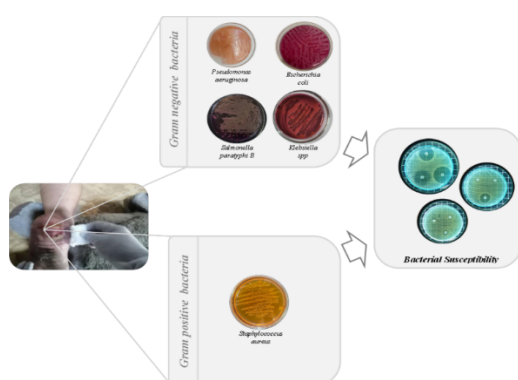 Gram negative bacteria
Pseudomonas
aeruginosa
Escherichia
coli
Salmonella
paratyphi B
Klebsiella
spp
Bacterial Susceptibility
Gram positive bacteria
Staphylococcus
aureus